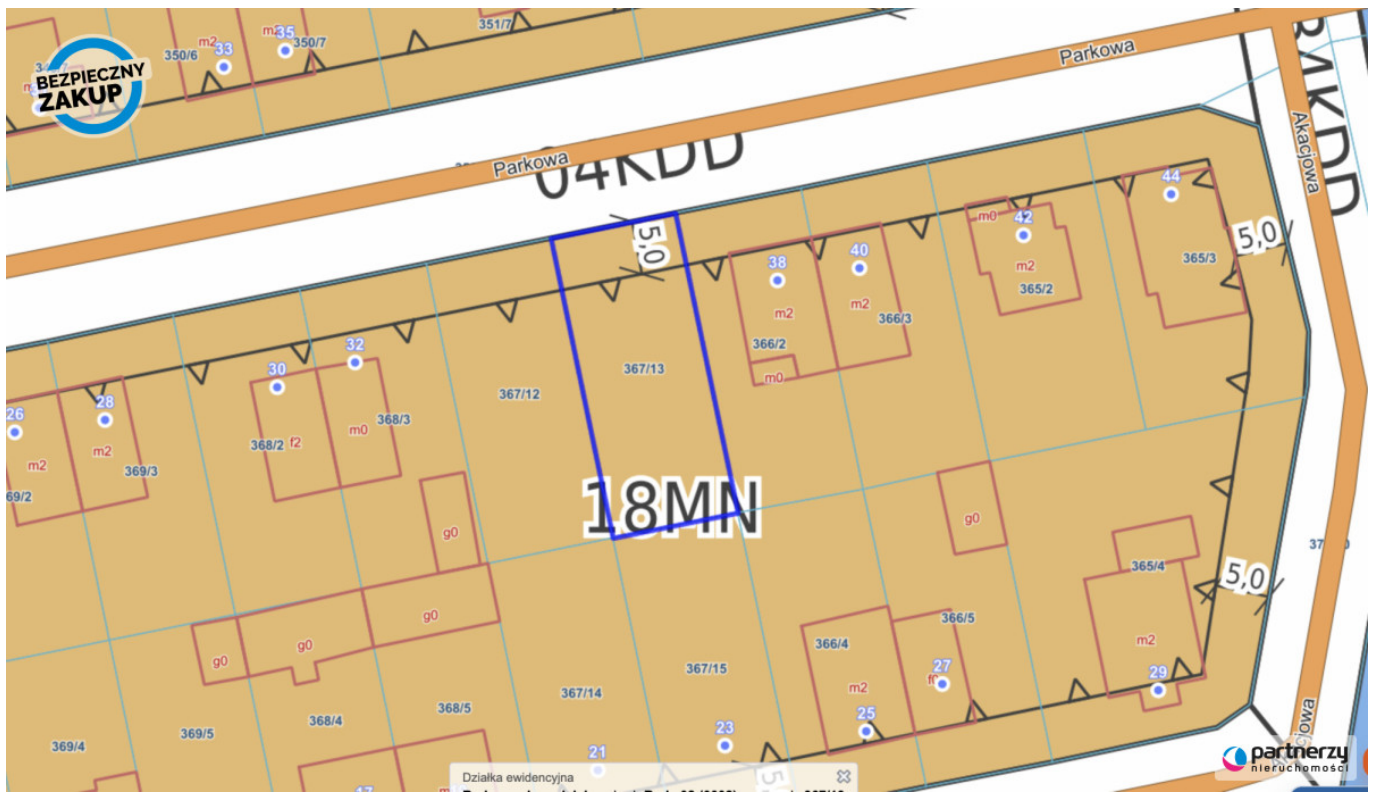 BEZPIECZNY
ZAKUP
350/6
m2
33
m2
35
350/7
351/7
Parkowa
Parkowa
04KDD
Akacjowa
5,0
m0
42
m2
365/2
44
365/3
5,0
38
m2
366/2
m0
40
m2
366/3
367/13
367/12
32
30
368/2
f2
m0
368/3
26
28
m2
m2
369/3
69/2
18MN
g0
g0
365/4
5,0
m2
29
g0
g0
g0
366/4
366/5
m2
27
25
367/15
367/14
23
21
368/5
368/4
369/5
369/4
Działka ewidencyjna
partnerzy
nieruchomości